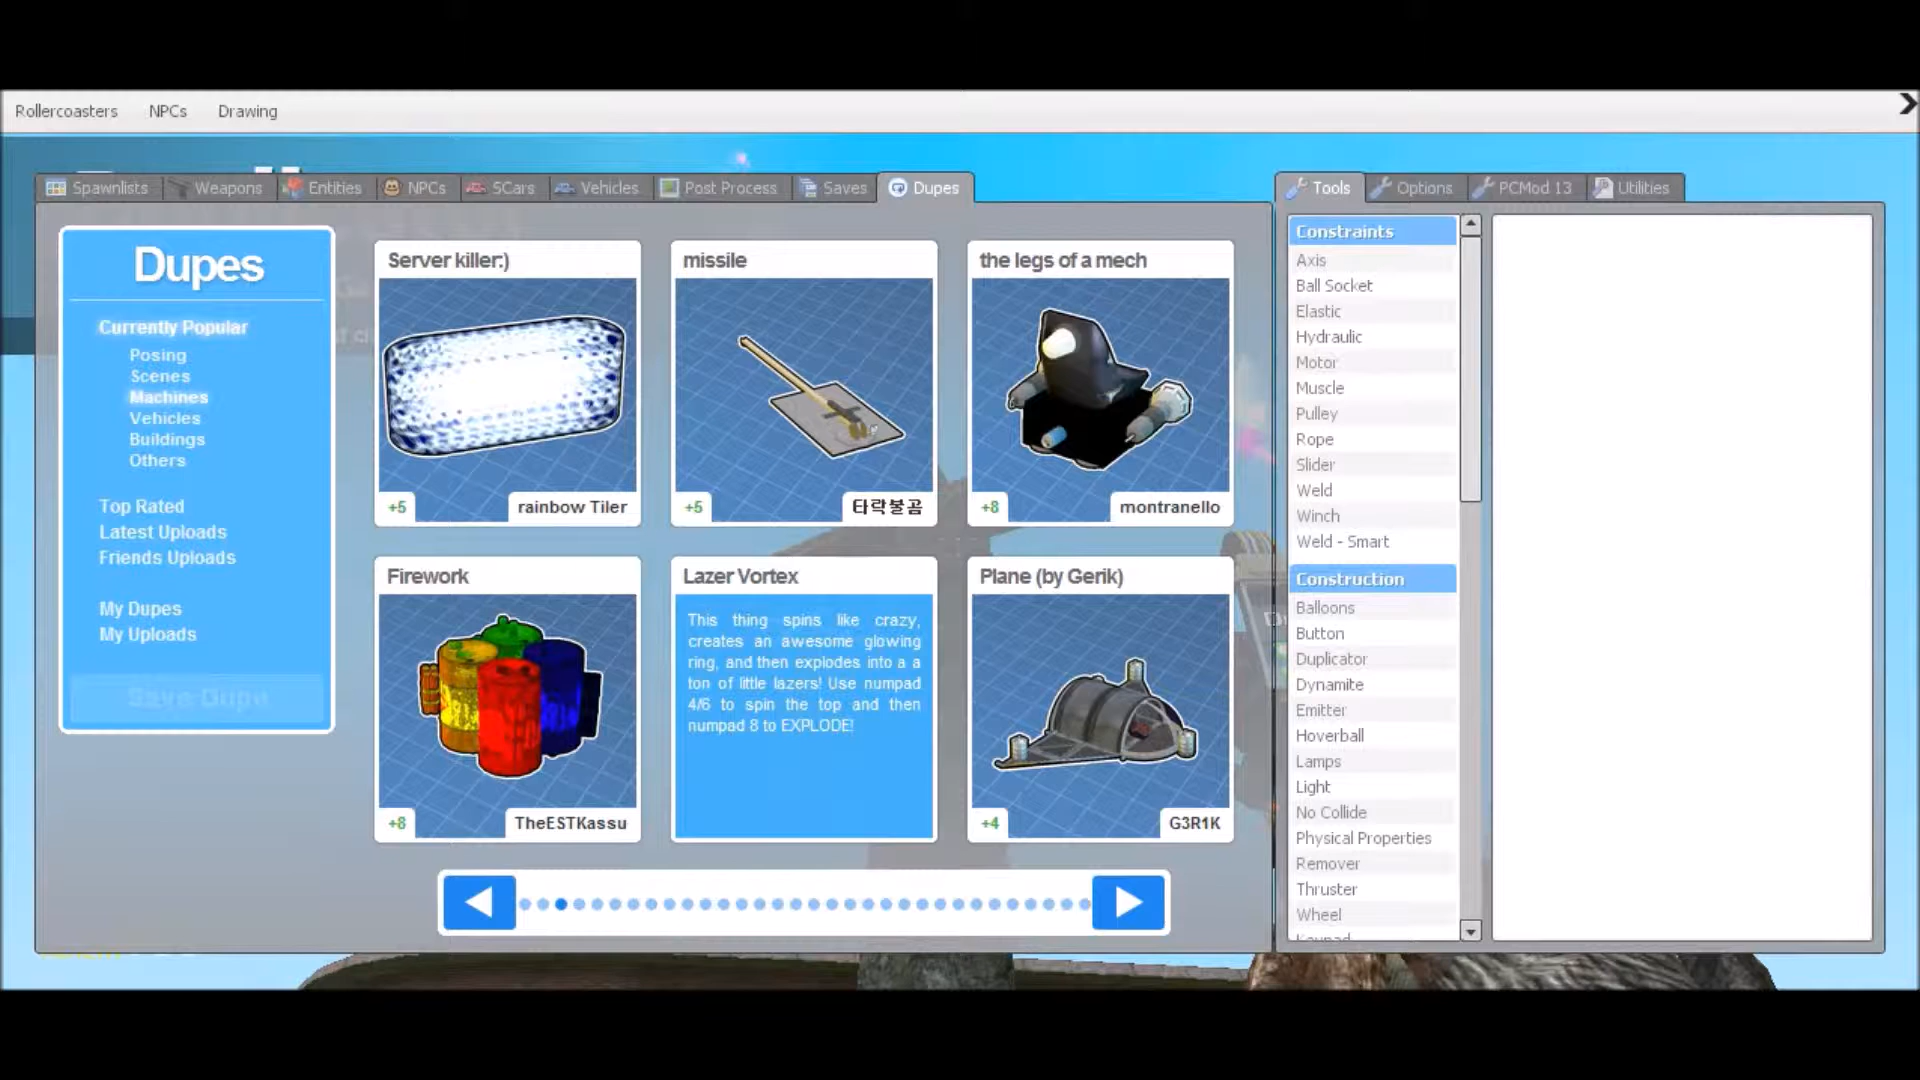 Rollercoasters NPCs Drawing
Spawnlists Weapons Entities NPCs SCars Vehicles Post Process Saves Dupes
Tools Options PCMod 13 Utilities
Dupes
Currently Popular
Posing
Scenes
Machines
Vehicles
Buildings
Others
Top Rated
Latest Uploads
Friends Uploads
My Dupes
My Uploads
Save Dupe
Server killer:)
+5 rainbow Tiler
missile
+5 타락불곰
the legs of a mech
+8 montranello
Firework
+8 TheESTKassu
Lazer Vortex
This thing spins like crazy,
creates an awesome glowing
ring, and then explodes into a a
ton of little lazers! Use numpad
4/6 to spin the top and then
numpad 8 to EXPLODE!
Plane (by Gerik)
+4 G3R1K
Constraints
Axis
Ball Socket
Elastic
Hydraulic
Motor
Muscle
Pulley
Rope
Slider
Weld
Winch
Weld - Smart
Construction
Balloons
Button
Duplicator
Dynamite
Emitter
Hoverball
Lamps
Light
No Collide
Physical Properties
Remover
Thruster
Wheel